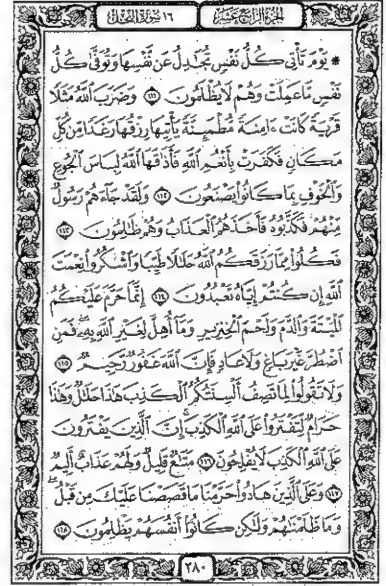 الجزء الرابع عشر ١٦ سورة النحل
* يَوْمَ تَأْتِي كُلُّ نَفْسٍ تُجَٰدِلُ عَن نَّفْسِهَا وَتُوَفَّىٰ كُلُّ
نَفْسٍ مَّا عَمِلَتْ وَهُمْ لَا يُظْلَمُونَ ١١١ وَضَرَبَ ٱللَّهُ مَثَلًا
قَرْيَةً كَانَتْ ءَامِنَةً مُّطْمَئِنَّةً يَأْتِيهَا رِزْقُهَا رَغَدًا مِّن كُلِّ
مَكَانٍ فَكَفَرَتْ بِأَنْعُمِ ٱللَّهِ فَأَذَٰقَهَا ٱللَّهُ لِبَاسَ ٱلْجُوعِ
وَٱلْخَوْفِ بِمَا كَانُوا۟ يَصْنَعُونَ ١١٢ وَلَقَدْ جَآءَهُمْ رَسُولٌ
مِّنْهُمْ فَكَذَّبُوهُ فَأَخَذَهُمُ ٱلْعَذَابُ وَهُمْ ظَٰلِمُونَ ١١٣
فَكُلُوا۟ مِمَّا رَزَقَكُمُ ٱللَّهُ حَلَٰلًا طَيِّبًا وَٱشْكُرُوا۟ نِعْمَتَ
ٱللَّهِ إِن كُنتُمْ إِيَّاهُ تَعْبُدُونَ ١١٤ إِنَّمَا حَرَّمَ عَلَيْكُمُ
ٱلْمَيْتَةَ وَٱلدَّمَ وَلَحْمَ ٱلْخِنزِيرِ وَمَآ أُهِلَّ لِغَيْرِ ٱللَّهِ بِهِۦ فَمَنِ
ٱضْطُرَّ غَيْرَ بَاغٍ وَلَا عَادٍ فَإِنَّ ٱللَّهَ غَفُورٌ رَّحِيمٌ ١١٥
وَلَا تَقُولُوا۟ لِمَا تَصِفُ أَلْسِنَتُكُمُ ٱلْكَذِبَ هَٰذَا حَلَٰلٌ وَهَٰذَا
حَرَامٌ لِّتَفْتَرُوا۟ عَلَى ٱللَّهِ ٱلْكَذِبَ إِنَّ ٱلَّذِينَ يَفْتَرُونَ
عَلَى ٱللَّهِ ٱلْكَذِبَ لَا يُفْلِحُونَ ١١٦ مَتَٰعٌ قَلِيلٌ وَلَهُمْ عَذَابٌ أَلِيمٌ
١١٧ وَعَلَى ٱلَّذِينَ هَادُوا۟ حَرَّمْنَا مَا قَصَصْنَا عَلَيْكَ مِن قَبْلُ
وَمَا ظَلَمْنَٰهُمْ وَلَٰكِن كَانُوٓا۟ أَنفُسَهُمْ يَظْلِمُونَ ١١٨
٢٨٠